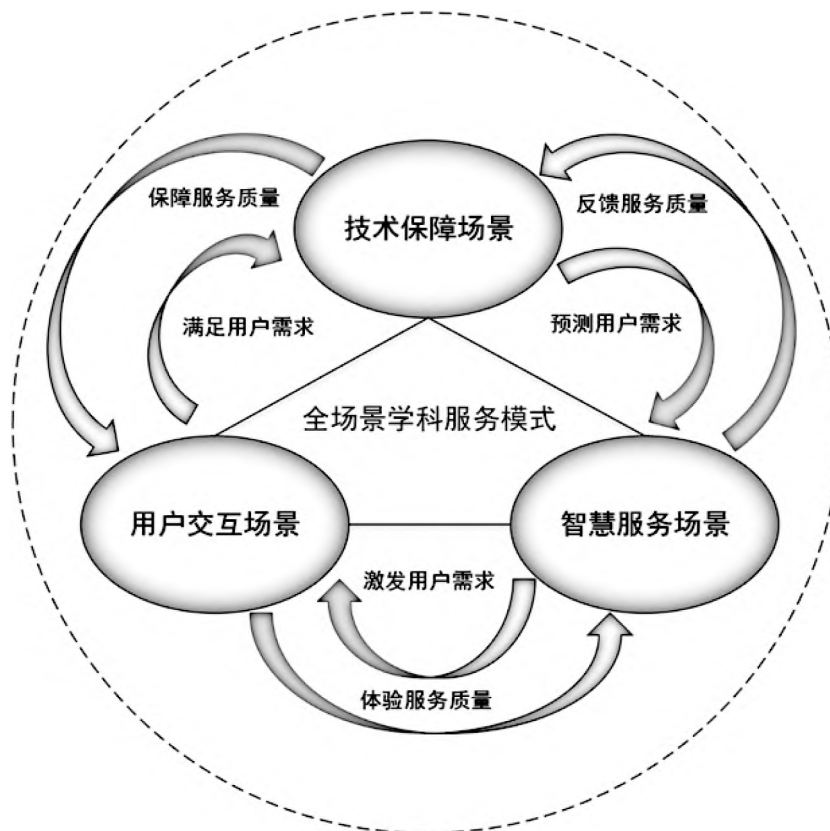 保障服务质量
反馈服务质量
技术保障场景
满足用户需求
预测用户需求
全场景学科服务模式
用户交互场景
智慧服务场景
激发用户需求
体验服务质量